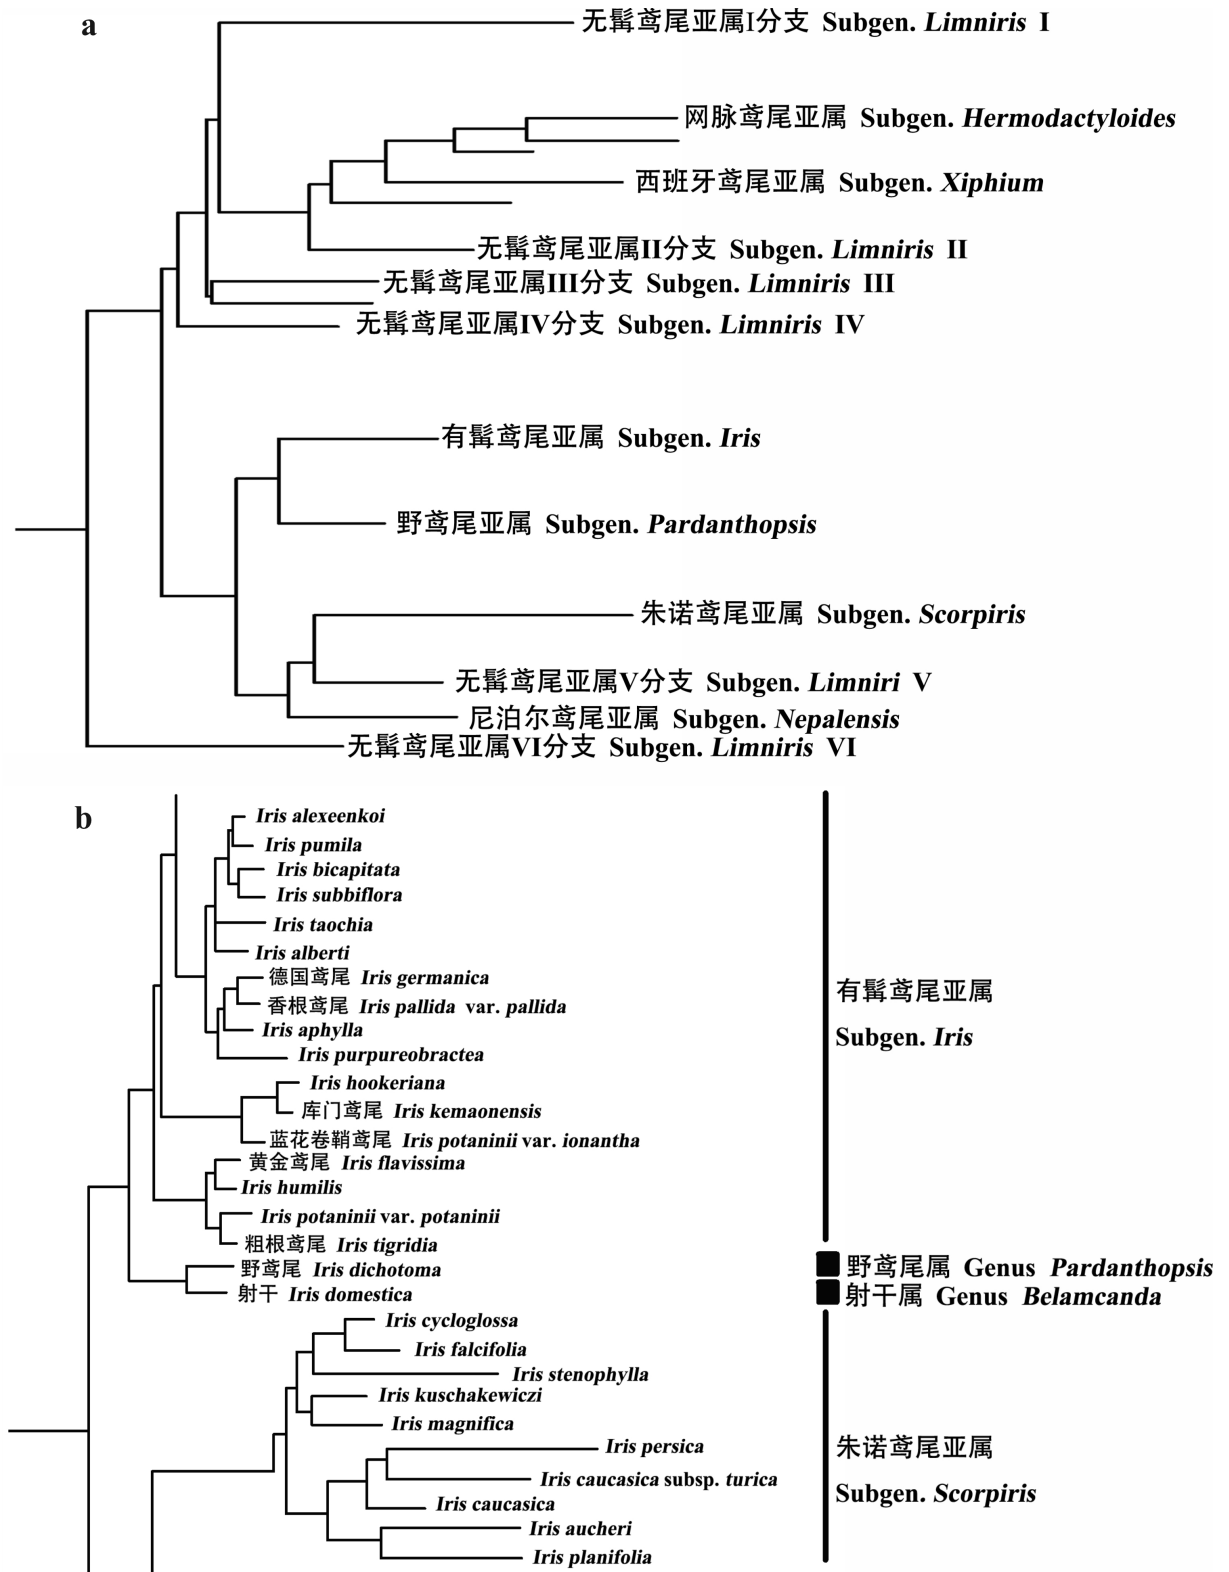 a
无髯鸢尾亚属I分支 Subgen. Limniris I
网脉鸢尾亚属 Subgen. Hermodactyloides
西班牙鸢尾亚属 Subgen. Xiphium
无髯鸢尾亚属II分支 Subgen. Limniris II
无髯鸢尾亚属III分支 Subgen. Limniris III
无髯鸢尾亚属IV分支 Subgen. Limniris IV
有髯鸢尾亚属 Subgen. Iris
野鸢尾亚属 Subgen. Pardanthopsis
朱诺鸢尾亚属 Subgen. Scorpiris
无髯鸢尾亚属V分支 Subgen. Limniri V
尼泊尔鸢尾亚属 Subgen. Nepalensis
无髯鸢尾亚属VI分支 Subgen. Limniris VI
b
Iris alexeenkoi
Iris pumila
Iris bicapitata
Iris subbiflora
Iris taochia
Iris alberti
德国鸢尾 Iris germanica
香根鸢尾 Iris pallida var. pallida
Iris aphylla
Iris purpureobractea
Iris hookeriana
库门鸢尾 Iris kemaonensis
蓝花卷鞘鸢尾 Iris potaninii var. ionantha
黄金鸢尾 Iris flavissima
Iris humilis
Iris potaninii var. potaninii
粗根鸢尾 Iris tigridia
野鸢尾 Iris dichotoma
射干 Iris domestica
Iris cycloglossa
Iris falcifolia
Iris stenophylla
Iris kuschakewiczi
Iris magnifica
Iris persica
Iris caucasica subsp. turica
Iris caucasica
Iris aucheri
Iris planifolia
有髯鸢尾亚属
Subgen. Iris
野鸢尾属 Genus Pardanthopsis
射干属 Genus Belamcanda
朱诺鸢尾亚属
Subgen. Scorpiris